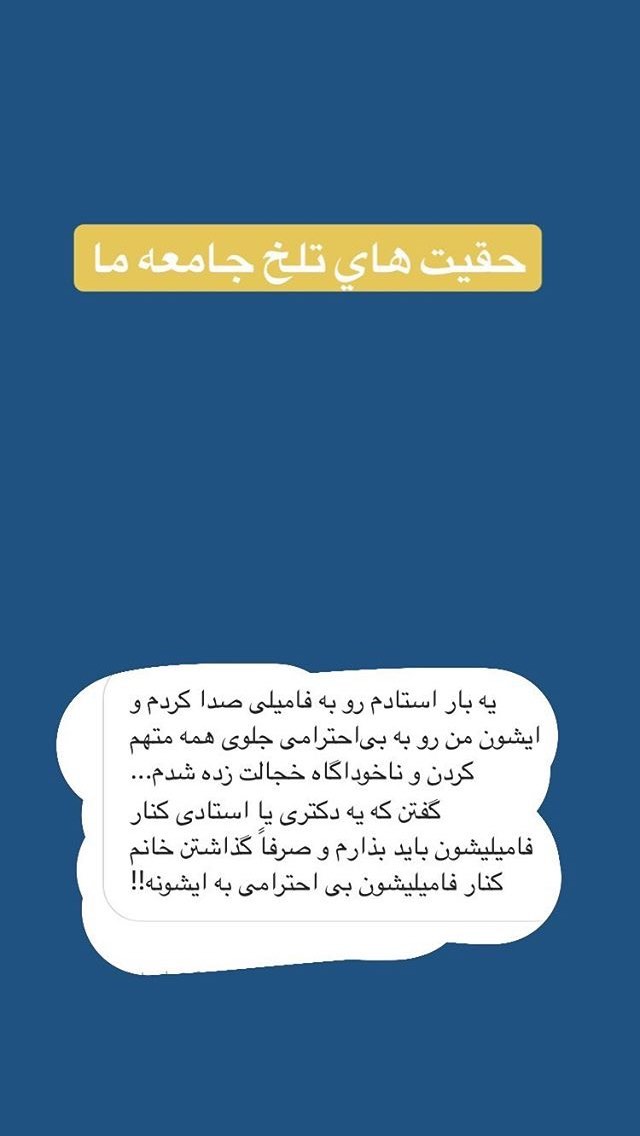 حقيت هاي تلخ جامعه ما
یه بار استادم رو به فامیلی صدا کردم و
ایشون من رو به بی‌احترامی جلوی همه متهم
کردن و ناخوداگاه خجالت زده شدم...
گفتن که یه دکتری یا استادی کنار
فامیلیشون باید بذارم و صرفاً گذاشتن خانم
کنار فامیلیشون بی احترامی به ایشونه!!